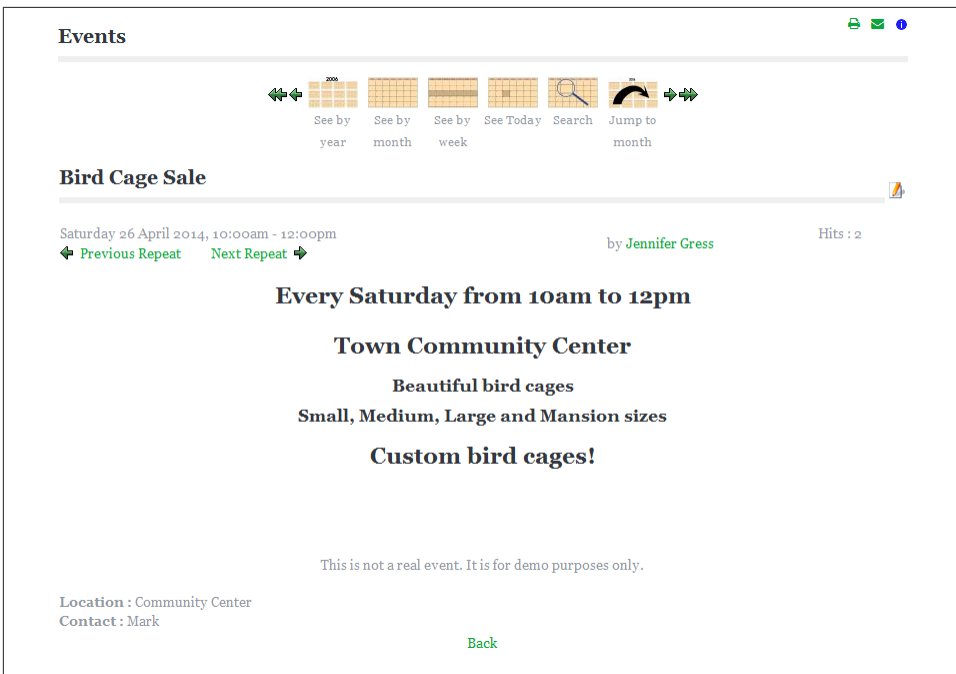 Events
2006
See by year
See by month
See by week
See Today
Search
Jump to month
Bird Cage Sale
Saturday 26 April 2014, 10:00am - 12:00pm
by Jennifer Gress
Hits : 2
Previous Repeat
Next Repeat
Every Saturday from 10am to 12pm
Town Community Center
Beautiful bird cages
Small, Medium, Large and Mansion sizes
Custom bird cages!
This is not a real event. It is for demo purposes only.
Location : Community Center
Contact : Mark
Back